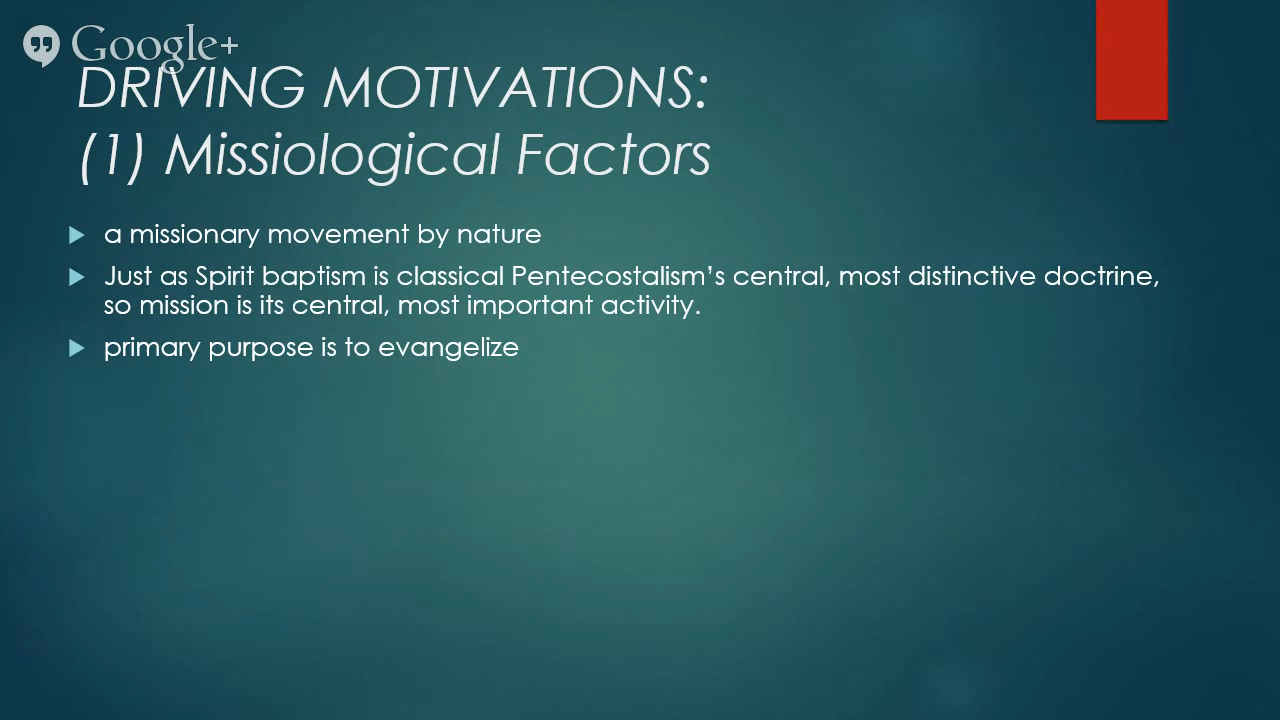 Google+
DRIVING MOTIVATIONS:
(1) Missiological Factors
a missionary movement by nature
Just as Spirit baptism is classical Pentecostalism's central, most distinctive doctrine,
so mission is its central, most important activity.
primary purpose is to evangelize